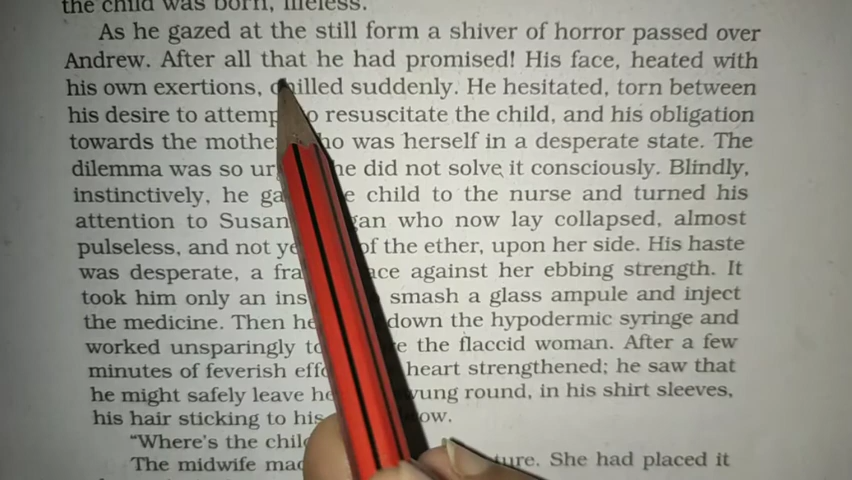 the child was born, lifeless.
As he gazed at the still form a shiver of horror passed over
Andrew. After all that he had promised! His face, heated with
his own exertions, chilled suddenly. He hesitated, torn between
his desire to attemp o resuscitate the child, and his obligation
towards the mothe ho was herself in a desperate state. The
dilemma was so ur he did not solve it consciously. Blindly,
instinctively, he ga e child to the nurse and turned his
attention to Susan gan who now lay collapsed, almost
pulseless, and not ye of the ether, upon her side. His haste
was desperate, a fra ace against her ebbing strength. It
took him only an ins smash a glass ampule and inject
the medicine. Then he down the hypodermic syringe and
worked unsparingly to e the flaccid woman. After a few
minutes of feverish effo heart strengthened; he saw that
he might safely leave he wung round, in his shirt sleeves,
his hair sticking to his ow.
"Where's the chil
The midwife mad ture. She had placed it